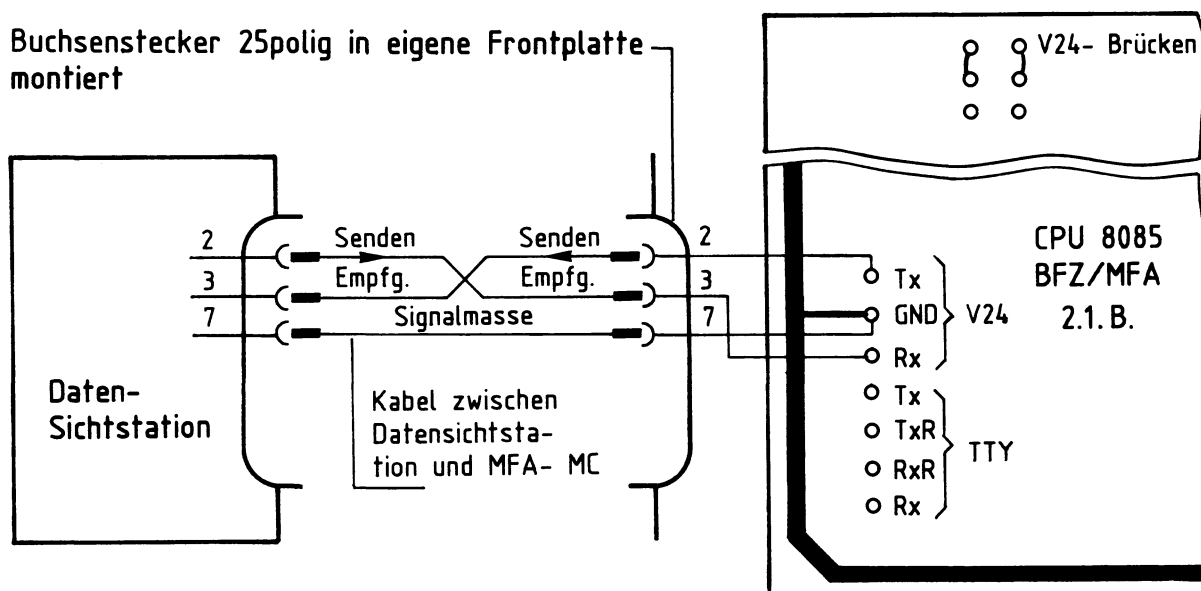 Buchsenstecker 25polig in eigene Frontplatte
montiert
V24- Brücken
2
3
7
Senden
Empfg.
Senden
Empfg.
Signalmasse
2
3
7
Daten-
Sichtstation
Kabel zwischen
Datensichtsta-
tion und MFA- MC
Tx
GND
Rx
V24
Tx
TxR
RxR
Rx
TTY
CPU 8085
BFZ/MFA
2.1. B.